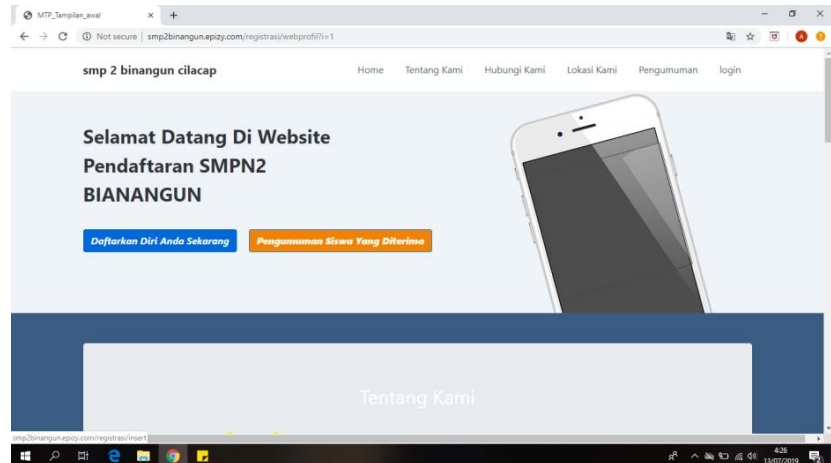 MTP_Tampilan_awal
Not secure | smp2binangun.epizy.com/registrasi/webprofil?i=1
smp 2 binangun cilacap Home Tentang Kami Hubungi Kami Lokasi Kami Pengumuman login
Selamat Datang Di Website
Pendaftaran SMPN2
BIANANGUN
Daftarkan Diri Anda Sekarang Pengumuman Siswa Yang Diterima
Tentang Kami
smp2binangun.epizy.com/registrasi/insert
4:26
13/07/2019